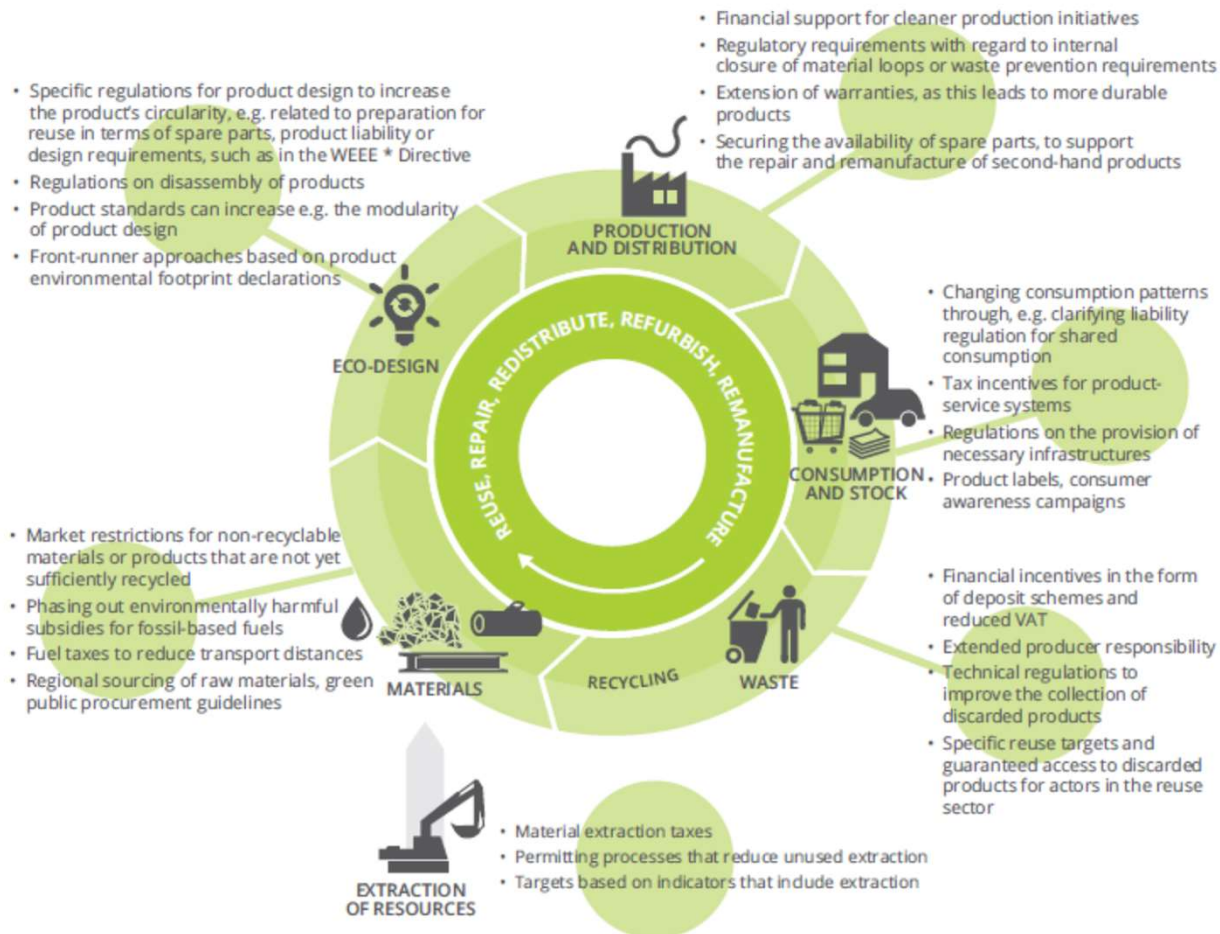 • Financial support for cleaner production initiatives
• Regulatory requirements with regard to internal
closure of material loops or waste prevention requirements
• Extension of warranties, as this leads to more durable
products
• Securing the availability of spare parts, to support
the repair and remanufacture of second-hand products
• Specific regulations for product design to increase
the product's circularity, e.g. related to preparation for
reuse in terms of spare parts, product liability or
design requirements, such as in the WEEE * Directive
• Regulations on disassembly of products
• Product standards can increase e.g. the modularity
of product design
• Front-runner approaches based on product
environmental footprint declarations
PRODUCTION
AND DISTRIBUTION
ECO-DESIGN
REUSE, REPAIR, REDISTRIBUTE, REFURBISH, REMANUFACTURE
• Changing consumption patterns
through, e.g. clarifying liability
regulation for shared
consumption
• Tax incentives for product-
service systems
• Regulations on the provision of
necessary infrastructures
• Product labels, consumer
awareness campaigns
CONSUMPTION
AND STOCK
• Market restrictions for non-recyclable
materials or products that are not yet
sufficiently recycled
• Phasing out environmentally harmful
subsidies for fossil-based fuels
• Fuel taxes to reduce transport distances
• Regional sourcing of raw materials, green
public procurement guidelines
MATERIALS
RECYCLING
WASTE
• Financial incentives in the form
of deposit schemes and
reduced VAT
• Extended producer responsibility
• Technical regulations to
improve the collection of
discarded products
• Specific reuse targets and
guaranteed access to discarded
products for actors in the reuse
sector
EXTRACTION
OF RESOURCES
• Material extraction taxes
• Permitting processes that reduce unused extraction
• Targets based on indicators that include extraction